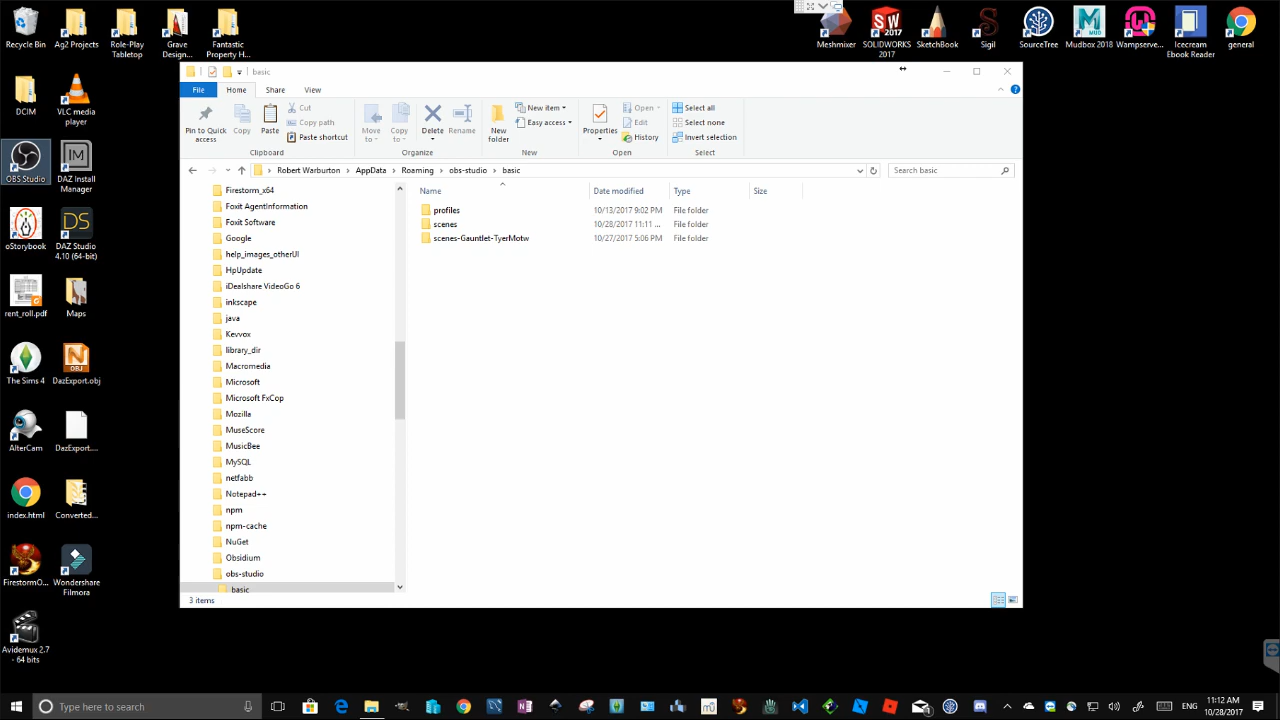 Recycle Bin
Ag2 Projects
Role-Play
Tabletop
Grave
Design...
Fantastic
Property H...
Meshmixer
SOLIDWORKS
2017
SketchBook
Sigil
SourceTree
Mudbox 2018
Wampserve...
Icecream
Ebook Reader
general
DCIM
VLC media
player
OBS Studio
DAZ Install
Manager
oStorybook
DAZ Studio
4.10 (64-bit)
rent_roll.pdf
Maps
The Sims 4
DazExport.obj
AlterCam
DazExport....
index.html
Converted...
FirestormO...
Wondershare
Filmora
Avidemux 2.7
- 64 bits
basic
File
Home
Share
View
Pin to Quick
access
Copy
Paste
Cut
Copy path
Paste shortcut
Clipboard
Move
to
Copy
to
Delete
Rename
Organize
New
folder
New item
Easy access
New
Properties
Open
Edit
History
Open
Select all
Select none
Invert selection
Select
Robert Warburton > AppData > Roaming > obs-studio > basic
Search basic
Name
Date modified
Type
Size
profiles 10/13/2017 9:02 PM File folder
scenes 10/28/2017 11:11 ... File folder
scenes-Gauntlet-TyerMotw 10/27/2017 5:06 PM File folder
Firestorm_x64
Foxit AgentInformation
Foxit Software
Google
help_images_otherUI
HpUpdate
iDealshare VideoGo 6
inkscape
java
Kevvox
library_dir
Macromedia
Microsoft
Microsoft FxCop
Mozilla
MuseScore
MusicBee
MySQL
netfabb
Notepad++
npm
npm-cache
NuGet
Obsidium
obs-studio
basic
3 items
Type here to search
ENG
11:12 AM
10/28/2017